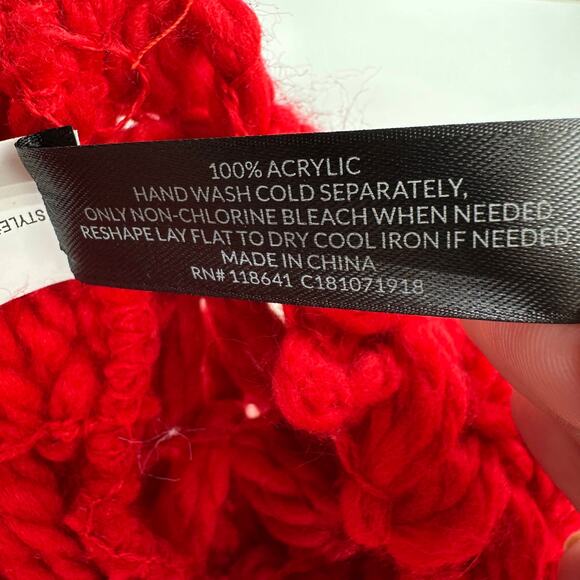 100% ACRYLIC
HAND WASH COLD SEPARATELY,
ONLY NON-CHLORINE BLEACH WHEN NEEDED
RESHAPE LAY FLAT TO DRY COOL IRON IF NEEDED
MADE IN CHINA
RN# 118641 C181071918
STYLE